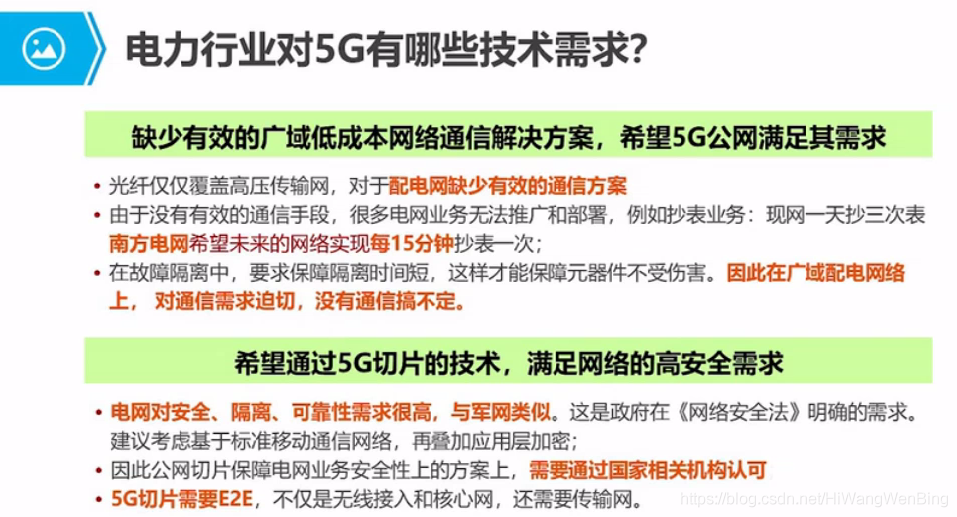 电力行业对5G有哪些技术需求？
缺少有效的广域低成本网络通信解决方案，希望5G公网满足其需求
• 光纤仅仅覆盖高压传输网，对于配电网缺少有效的通信方案
• 由于没有有效的通信手段，很多电网业务无法推广和部署，例如抄表业务：现网一天抄三次表
南方电网希望未来的网络实现每15分钟抄表一次；
• 在故障隔离中，要求保障隔离时间短，这样才能保障元器件不受伤害。因此在广域配电网络
上， 对通信需求迫切，没有通信搞不定。
希望通过5G切片的技术，满足网络的高安全需求
• 电网对安全、隔离、可靠性需求很高，与军网类似。这是政府在《网络安全法》明确的需求。
建议考虑基于标准移动通信网络，再叠加应用层加密；
• 因此公网切片保障电网业务安全性上的方案上，需要通过国家相关机构认可
• 5G切片需要E2E，不仅是无线接入和核心网，还需要传输网。
https://blog.csdn.net/HiWangWenBing